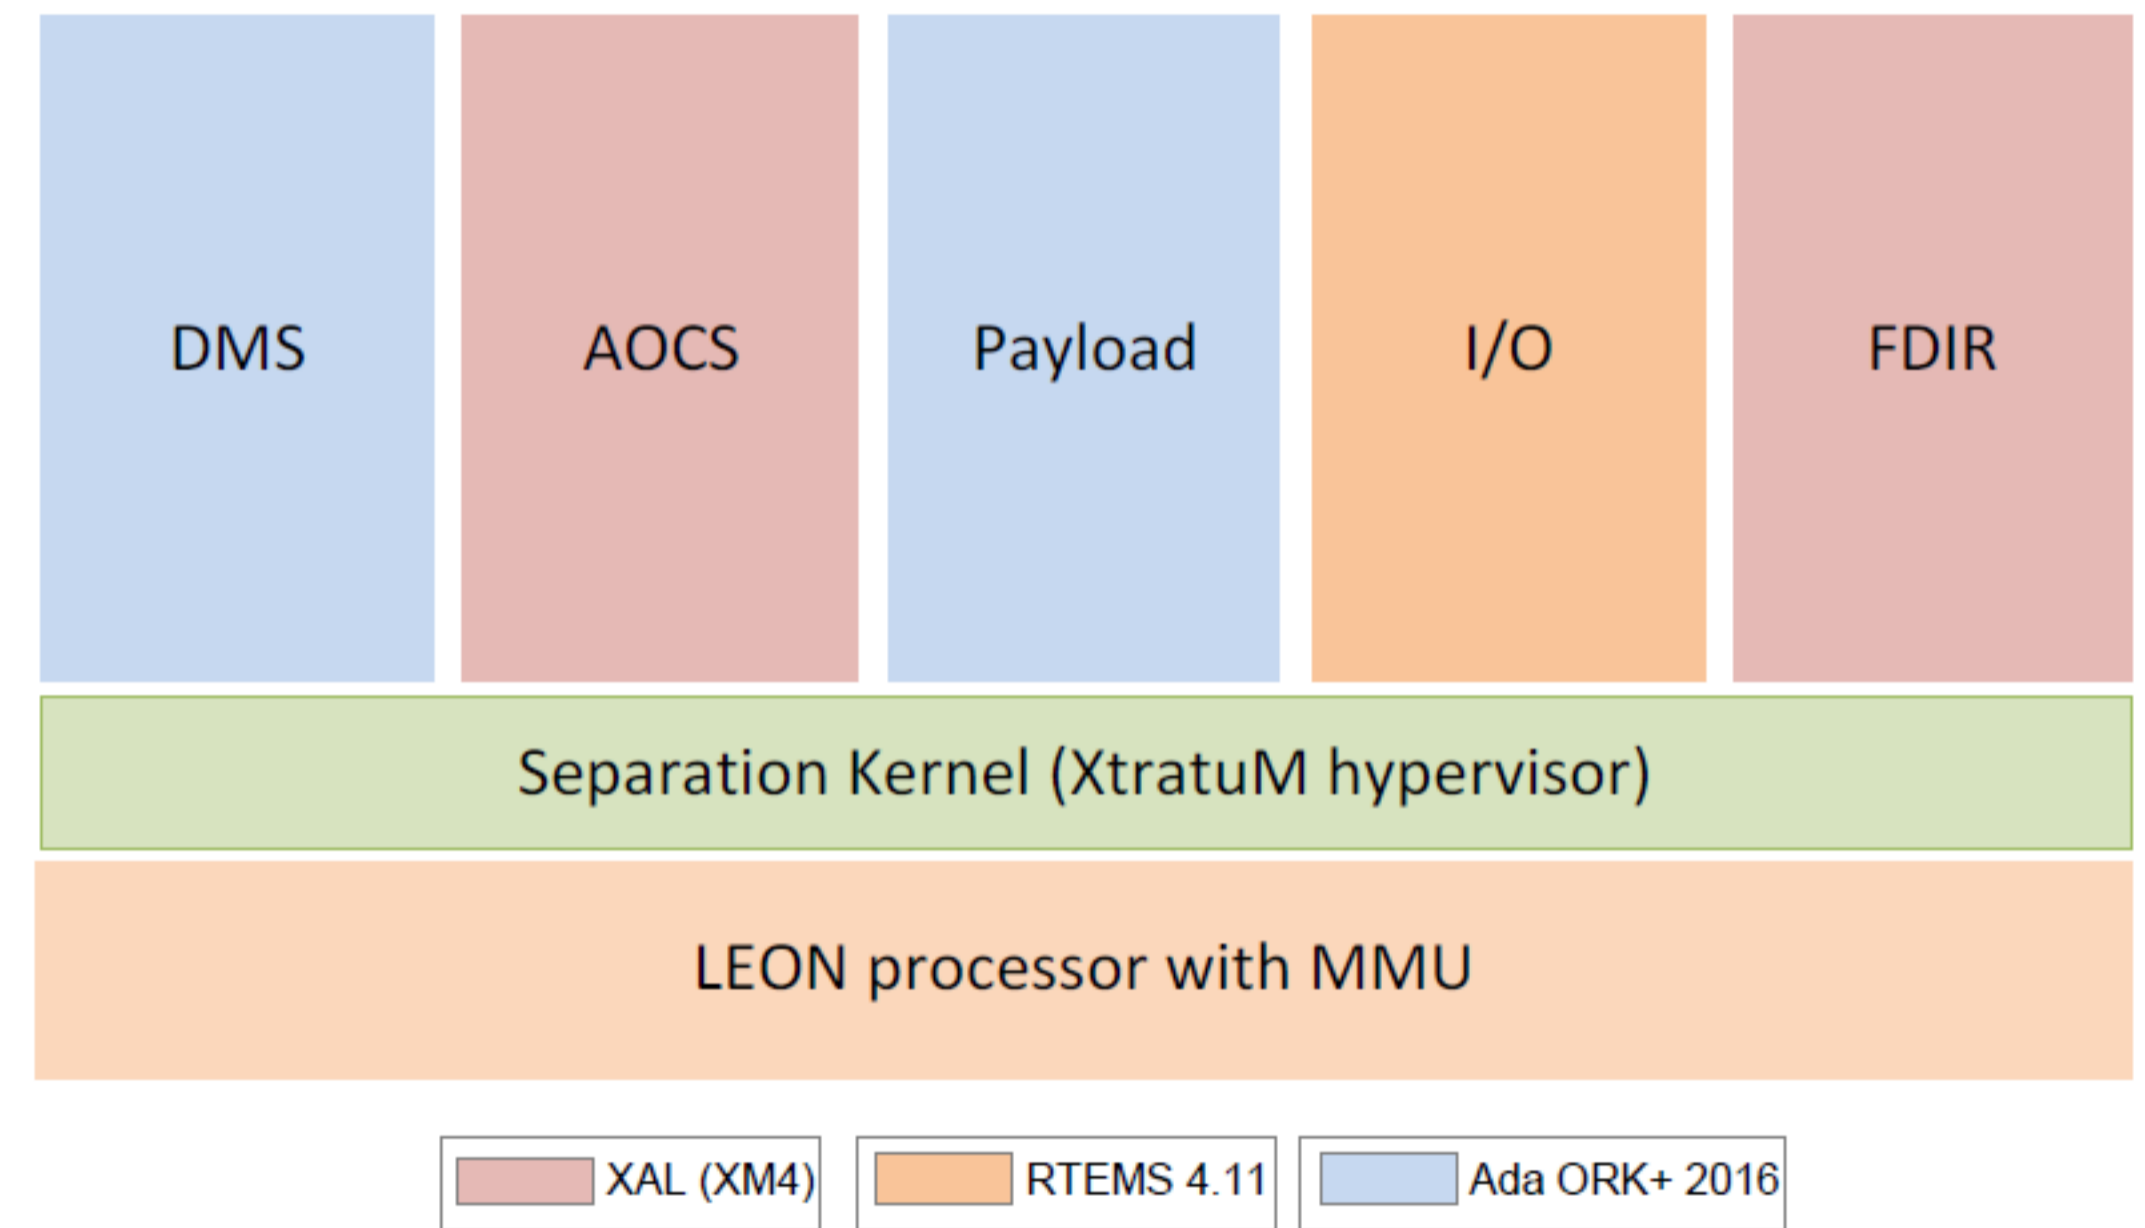 DMS
AOCS
Payload
I/O
FDIR
Separation Kernel (XtratuM hypervisor)
LEON processor with MMU
XAL (XM4)
RTEMS 4.11
Ada ORK+ 2016